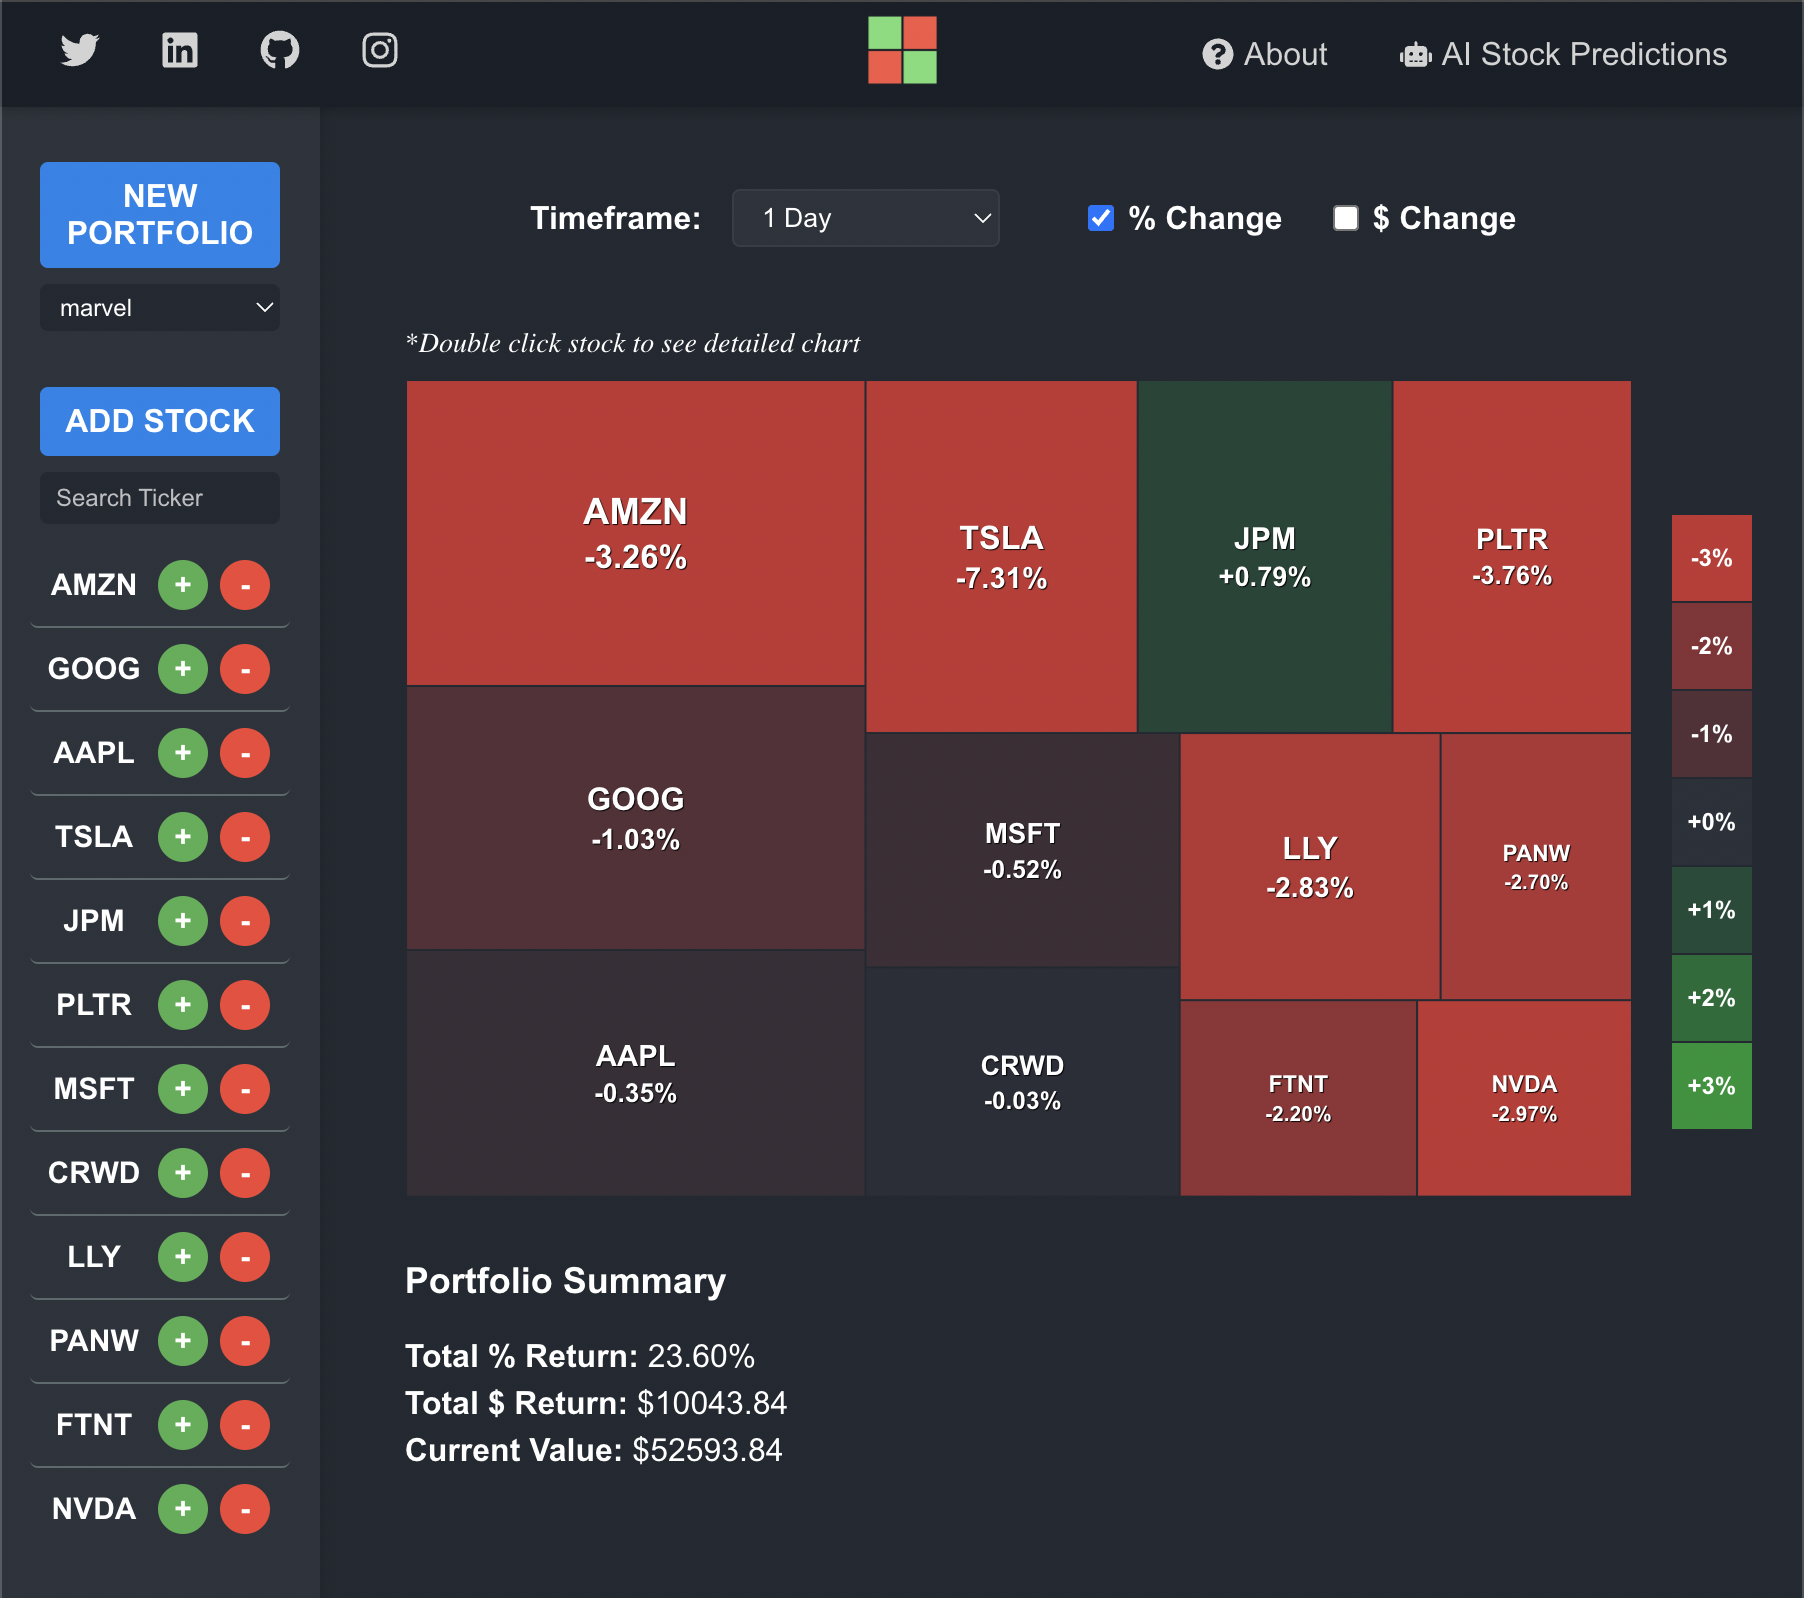 About
AI Stock Predictions
NEW
PORTFOLIO
marvel
ADD STOCK
Search Ticker
AMZN + -
GOOG + -
AAPL + -
TSLA + -
JPM + -
PLTR + -
MSFT + -
CRWD + -
LLY + -
PANW + -
FTNT + -
NVDA + -
Timeframe: 1 Day
% Change
$ Change
*Double click stock to see detailed chart
AMZN
-3.26%
TSLA
-7.31%
JPM
+0.79%
PLTR
-3.76%
GOOG
-1.03%
MSFT
-0.52%
LLY
-2.83%
PANW
-2.70%
AAPL
-0.35%
CRWD
-0.03%
FTNT
-2.20%
NVDA
-2.97%
-3%
-2%
-1%
+0%
+1%
+2%
+3%
Portfolio Summary
Total % Return: 23.60%
Total $ Return: $10043.84
Current Value: $52593.84